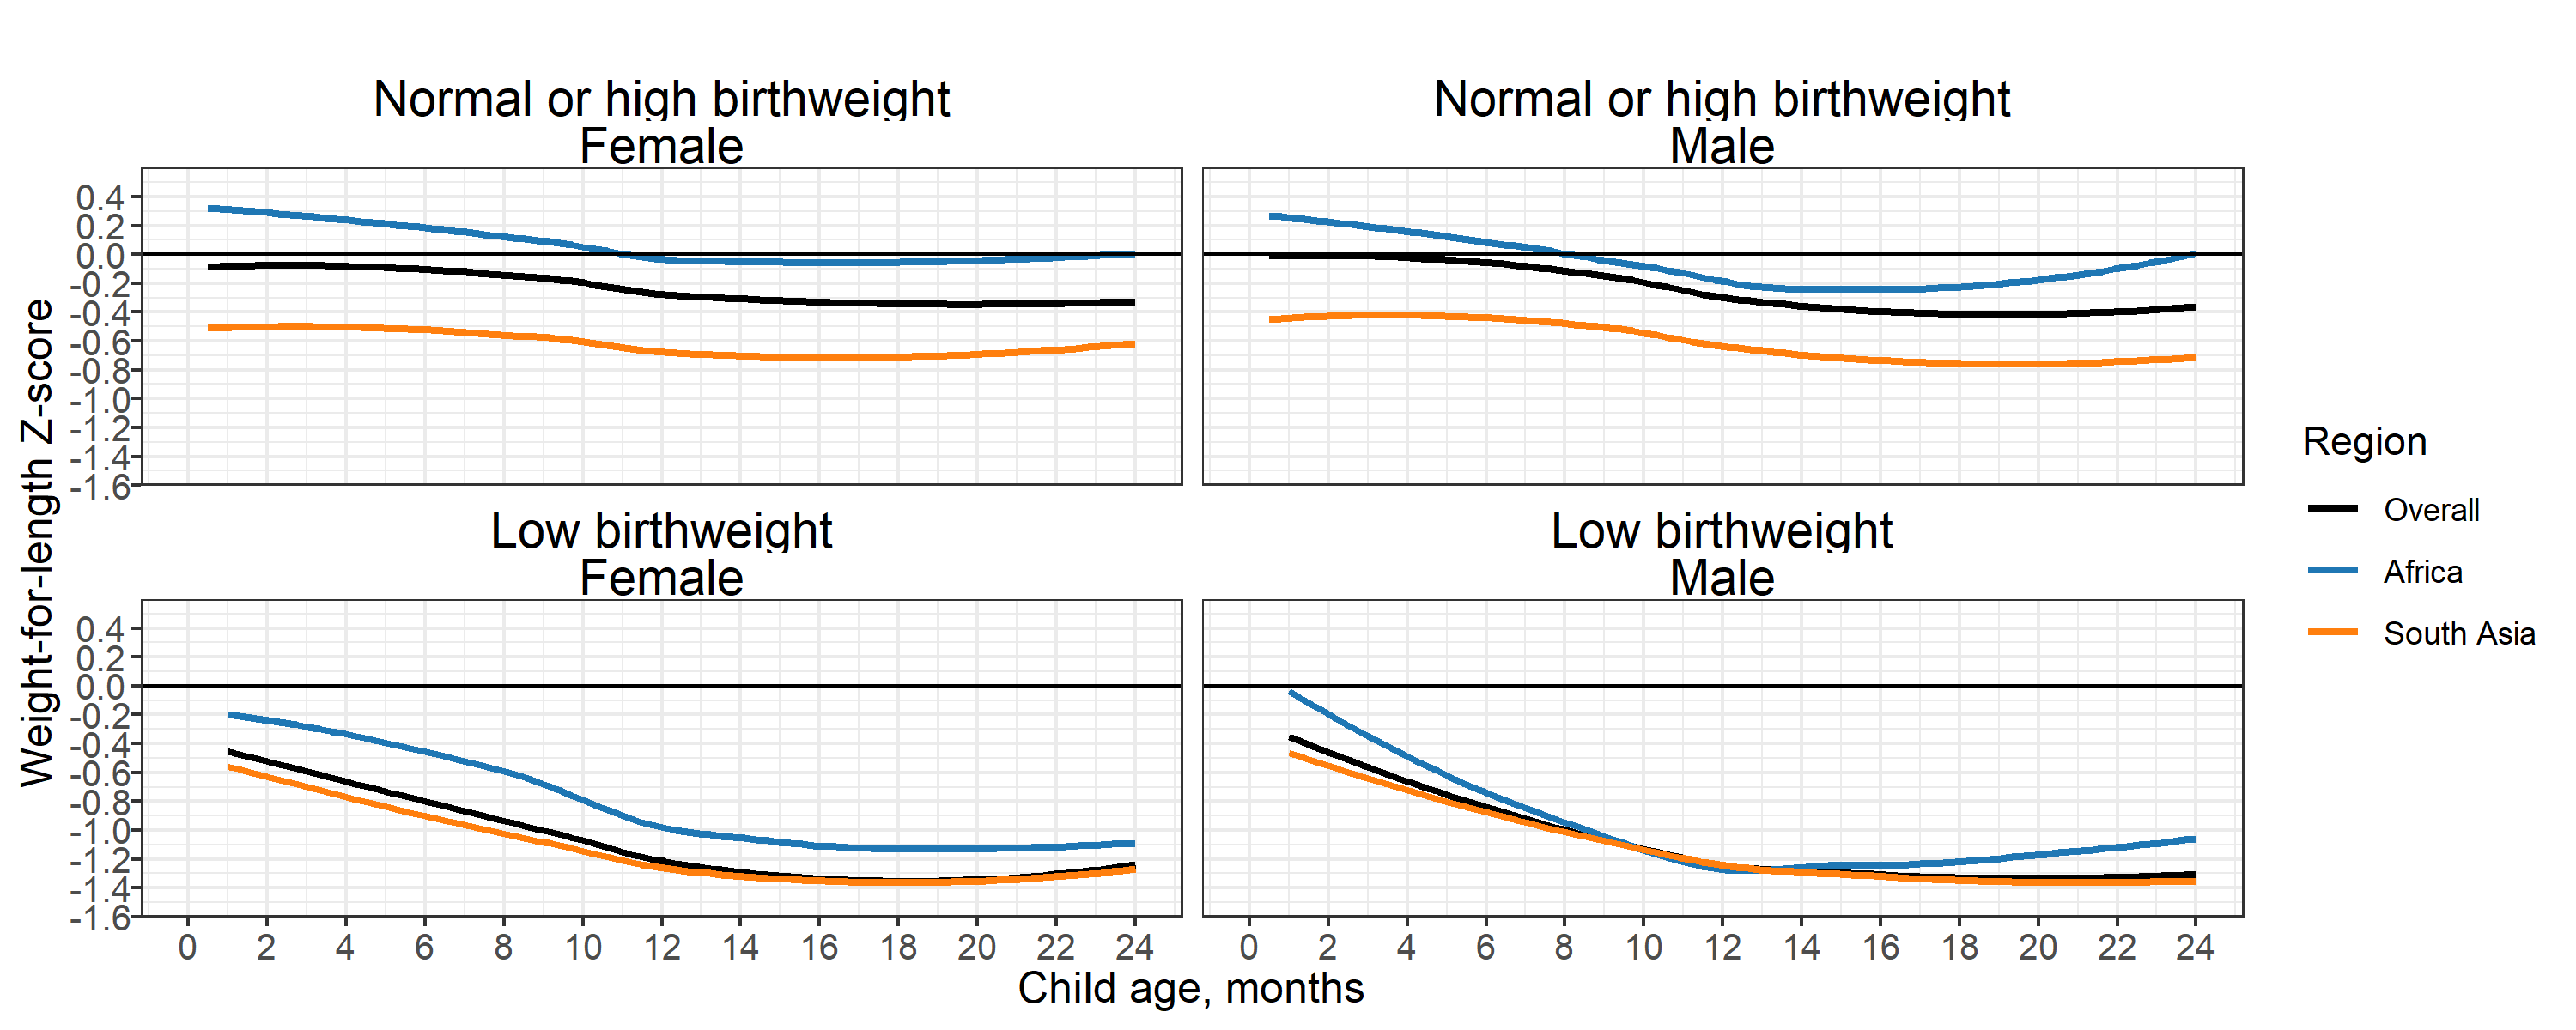 Normal or high birthweight
Female
Normal or high birthweight
Male
0.4
0.2
0.0
-0.2
-0.4
-0.6
-0.8
-1.0
-1.2
-1.4
-1.6
Low birthweight
Female
Low birthweight
Male
0.4
0.2
0.0
-0.2
-0.4
-0.6
-0.8
-1.0
-1.2
-1.4
-1.6
0 2 4 6 8 10 12 14 16 18 20 22 24
0 2 4 6 8 10 12 14 16 18 20 22 24
Child age, months
Weight-for-length Z-score
Region
Overall
Africa
South Asia